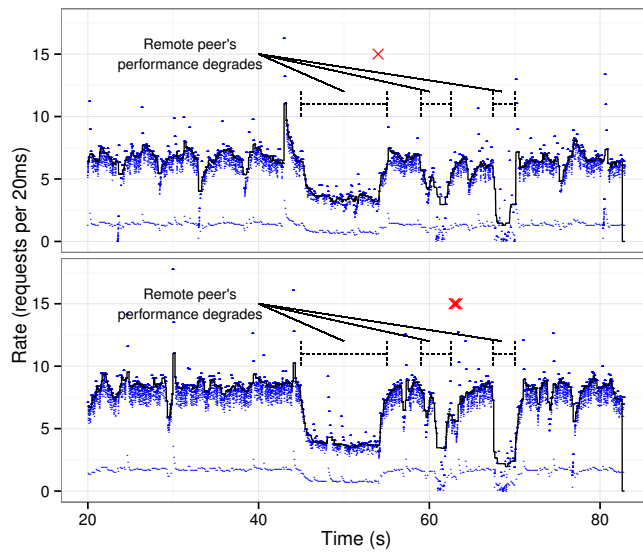 Rate (requests per 20ms)
15
10
5
0
Remote peer's
performance degrades
15
10
5
0
Remote peer's
performance degrades
20
40
60
80
Time (s)